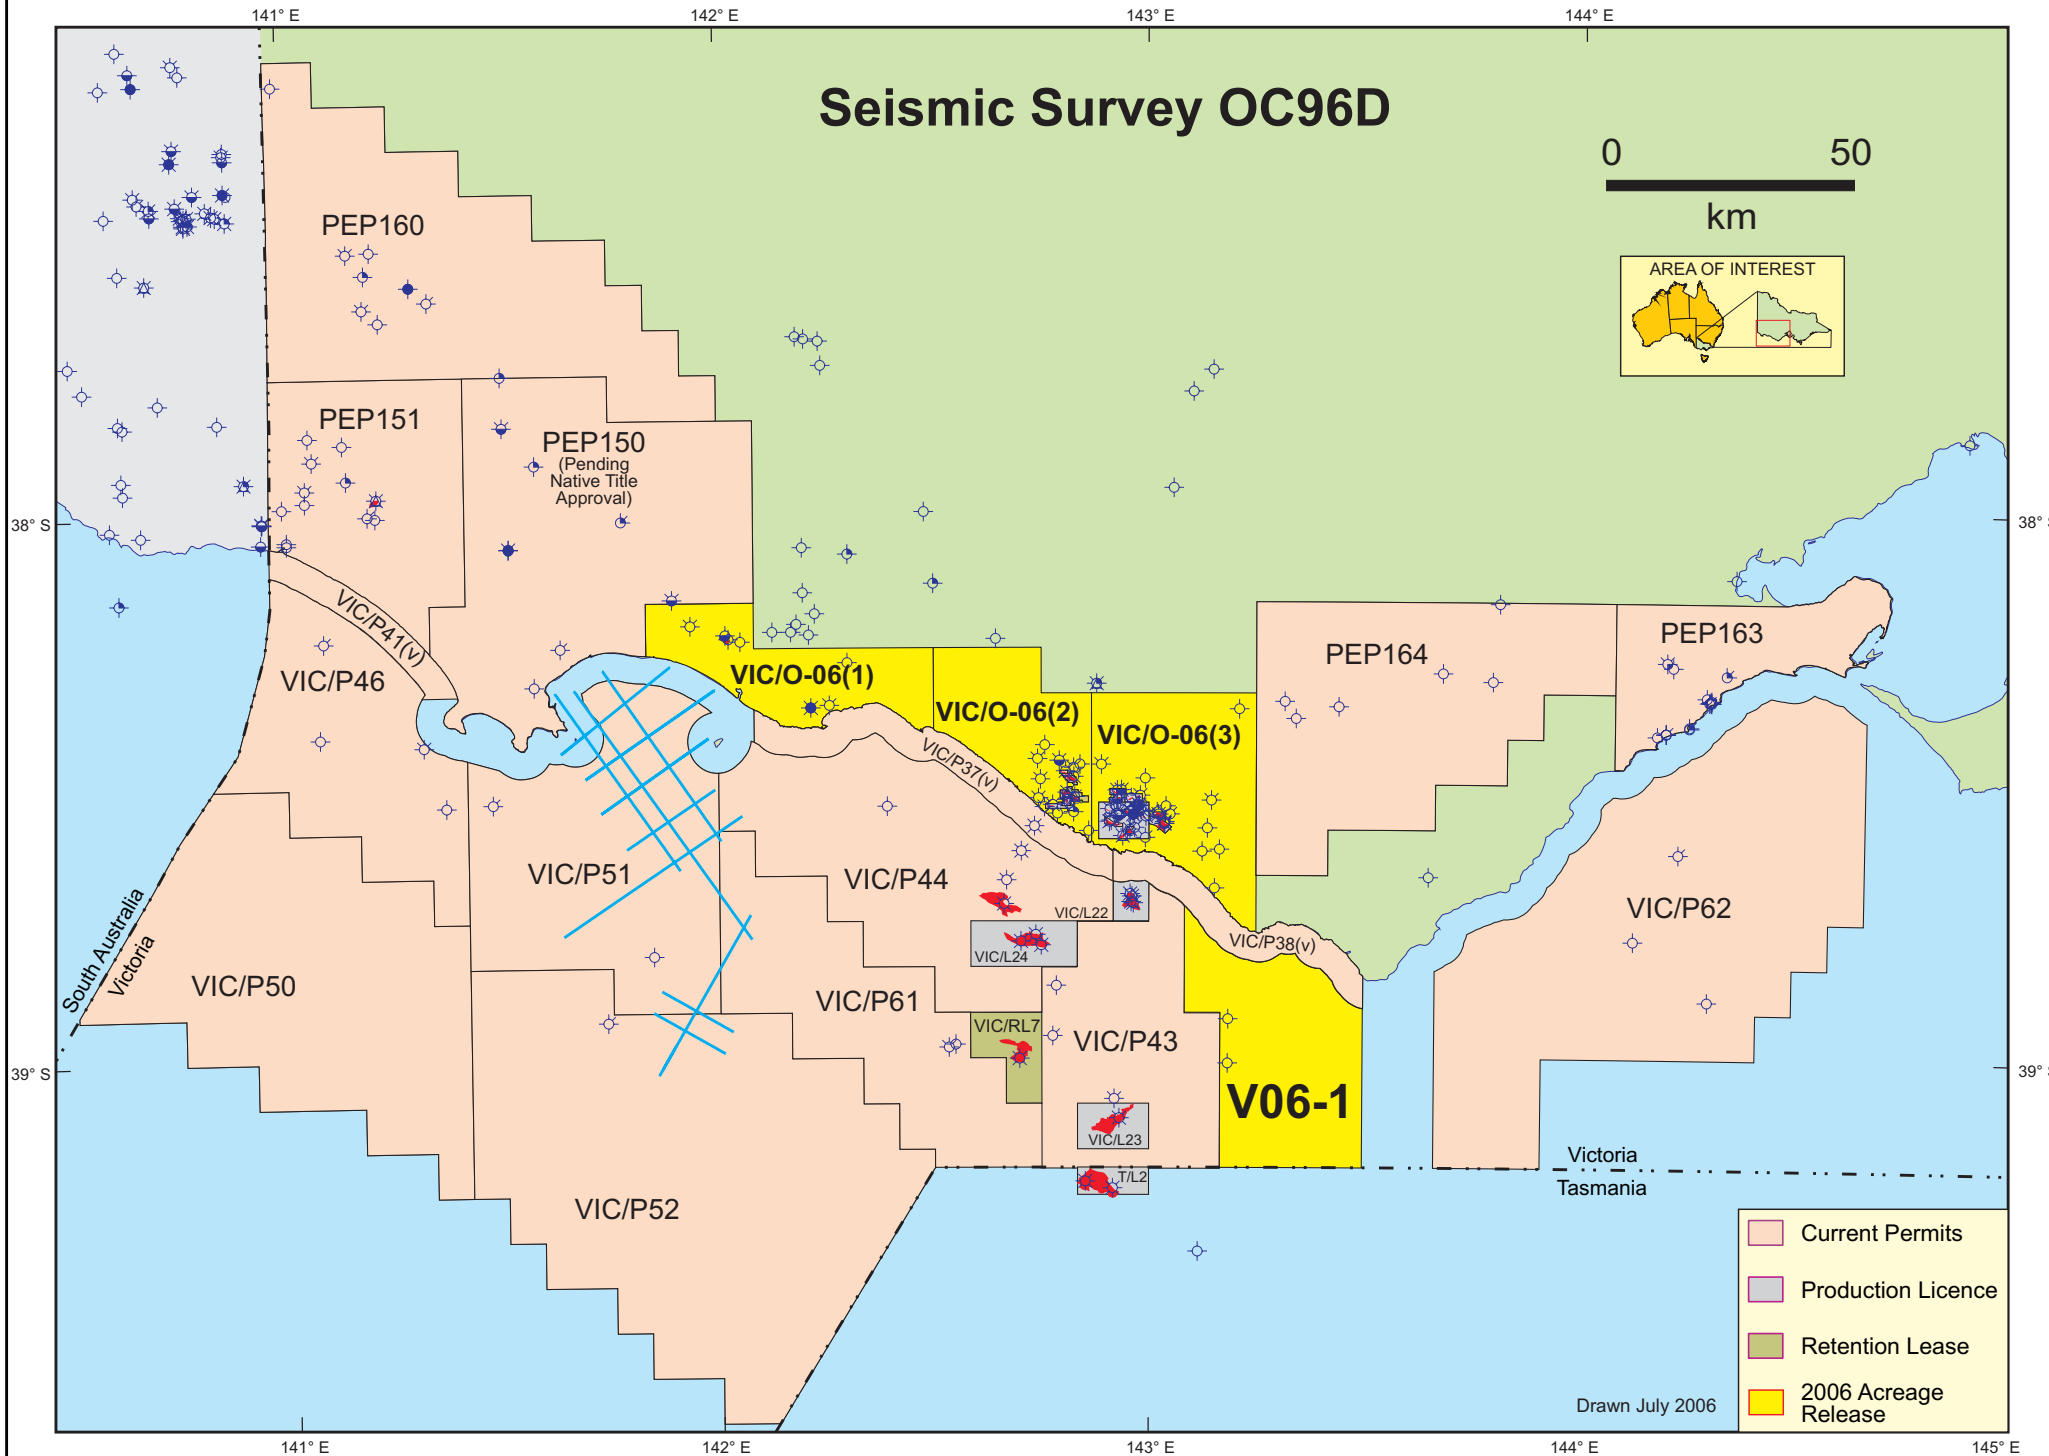 141° E
142° E
143° E
144° E
Seismic Survey OC96D
0
50
km
AREA OF INTEREST
PEP160
PEP151
PEP150
(Pending
Native Title
Approval)
38° S
38° S
VIC/P41(v)
VIC/P46
VIC/O-06(1)
VIC/O-06(2)
VIC/O-06(3)
PEP164
PEP163
VIC/P37(v)
VIC/P51
VIC/P44
VIC/L22
VIC/P62
VIC/P38(v)
VIC/L24
South Australia
Victoria
VIC/P50
VIC/P61
VIC/RL7
VIC/P43
39° S
39° S
V06-1
VIC/L23
T/L2
Victoria
Tasmania
VIC/P52
Current Permits
Production Licence
Retention Lease
2006 Acreage
Release
Drawn July 2006
141° E
142° E
143° E
144° E
145° E